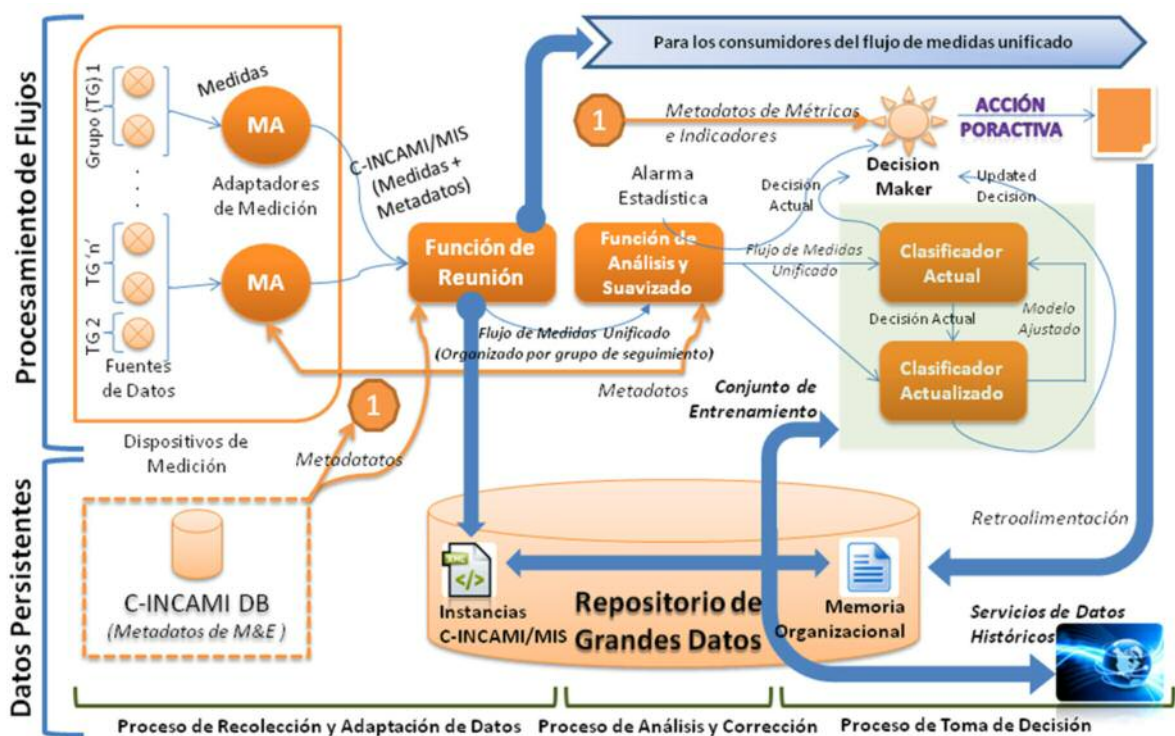 Procesamiento de Flujos
Datos Persistentes
Para los consumidores del flujo de medidas unificado
Grupo (TG) 1
TG 'n'
TG 2
Medidas
MA
Adaptadores
de Medición
MA
Fuentes
de Datos
Dispositivos de
Medición
C-INCAMI/MIS
(Medidas +
Metadatos)
Función de
Reunión
Flujo de Medidas Unificado
(Organizado por grupo de seguimiento)
1
Metadatatos
Metadatos
1
Metadatos de Métricas
e Indicadores
Alarma
Estadística
Función de
Análisis y
Suavizado
Decision
Maker
ACCIÓN
PORACTIVA
Decisión
Actual
Updated
Decision
Flujo de Medidas
Unificado
Clasificador
Actual
Decisión Actual
Modelo
Ajustado
Clasificador
Actualizado
Conjunto de
Entrenamiento
C-INCAMI DB
(Metadatos de M&E )
</>
Instancias
C-INCAMI/MIS
Repositorio de
Grandes Datos
Memoria
Organizacional
Retroalimentación
Servicios de Datos
Históricos
Proceso de Recolección y Adaptación de Datos
Proceso de Análisis y Corrección
Proceso de Toma de Decisión